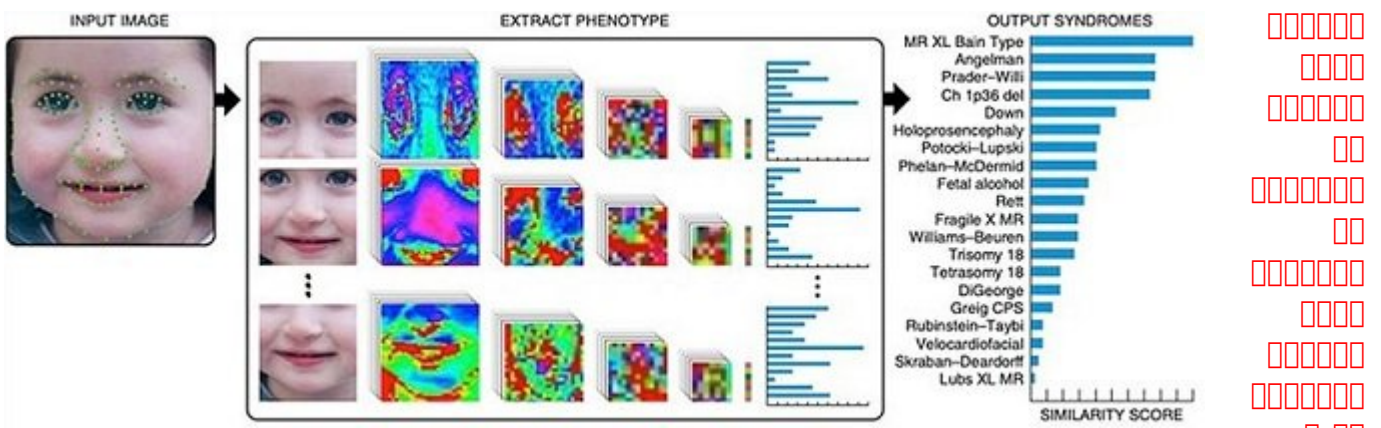 INPUT IMAGE
EXTRACT PHENOTYPE
OUTPUT SYNDROMES
MR XL Bain Type
Angelman
Prader–Willi
Ch 1p36 del
Down
Holoprosencephaly
Potocki–Lupski
Phelan–McDermid
Fetal alcohol
Rett
Fragile X MR
Williams–Beuren
Trisomy 18
Tetrasomy 18
DiGeorge
Greig CPS
Rubinstein–Taybi
Velocardiofacial
Skraban–Deardorff
Lubs XL MR
SIMILARITY SCORE